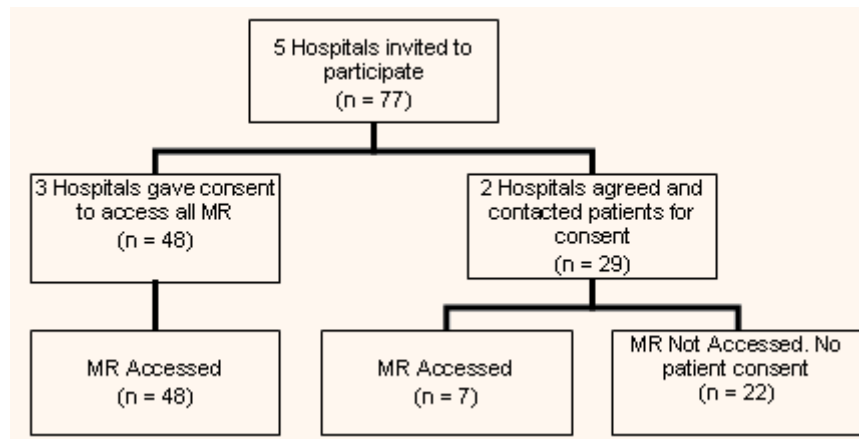 5 Hospitals invited to
participate
(n = 77)
3 Hospitals gave consent
to access all MR
(n = 48)
2 Hospitals agreed and
contacted patients for
consent
(n = 29)
MR Accessed
(n = 48)
MR Accessed
(n = 7)
MR Not Accessed. No
patient consent
(n = 22)